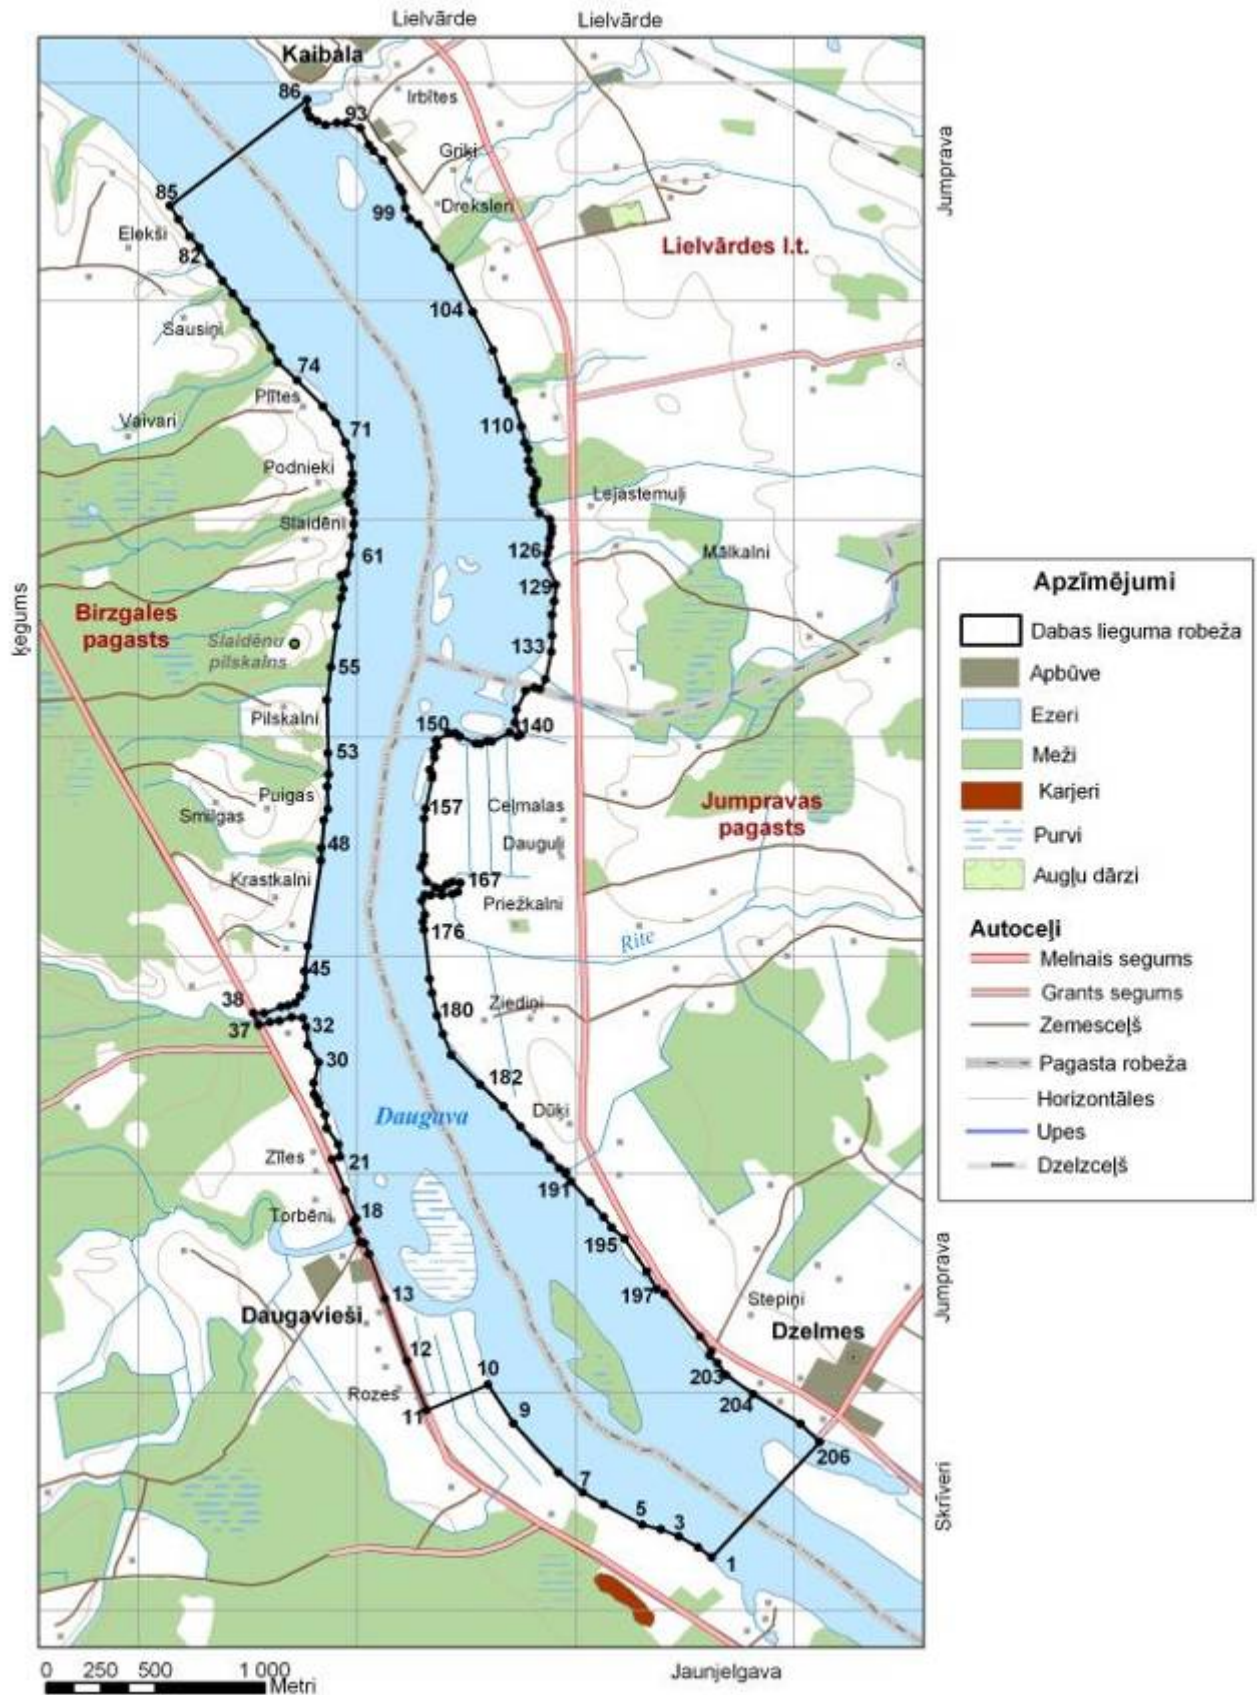 Lielvārde
Lielvārde
Kaibala
86
Irbītes
93
Griķi
Jumprava
85
99
Dreksleri
Elekši
Lielvārdes l.t.
82
104
Sausiņi
74
Plītes
Vaivari
71
110
Podnieki
Lejastemuļi
Slaidēni
126
Mālkalni
61
129
Ķegums
Birzgales
pagasts
Slaidēnu
pilskalns
133
55
Pilskalni
150
140
53
Puigas
157
Ceļmalas
Jumpravas
pagasts
Smilgas
48
Dauguļi
Krastkalni
167
Priežkalni
176
Rite
45
38
180
Ziediņi
37
32
30
182
Dūķi
Daugava
Zīles
21
191
Torbēni
18
195
Jumprava
13
197
Stepiņi
Daugavieši
Dzelmes
12
10
203
Rozes
204
11
9
206
7
5
3
Skrīveri
1
0 250 500 1 000
Metri
Jaunjelgava
Apzīmējumi
Dabas lieguma robeža
Apbūve
Ezeri
Meži
Karjeri
Purvi
Augļu dārzi
Autoceļi
Melnais segums
Grants segums
Zemesceļš
Pagasta robeža
Horizontāles
Upes
Dzelzceļš